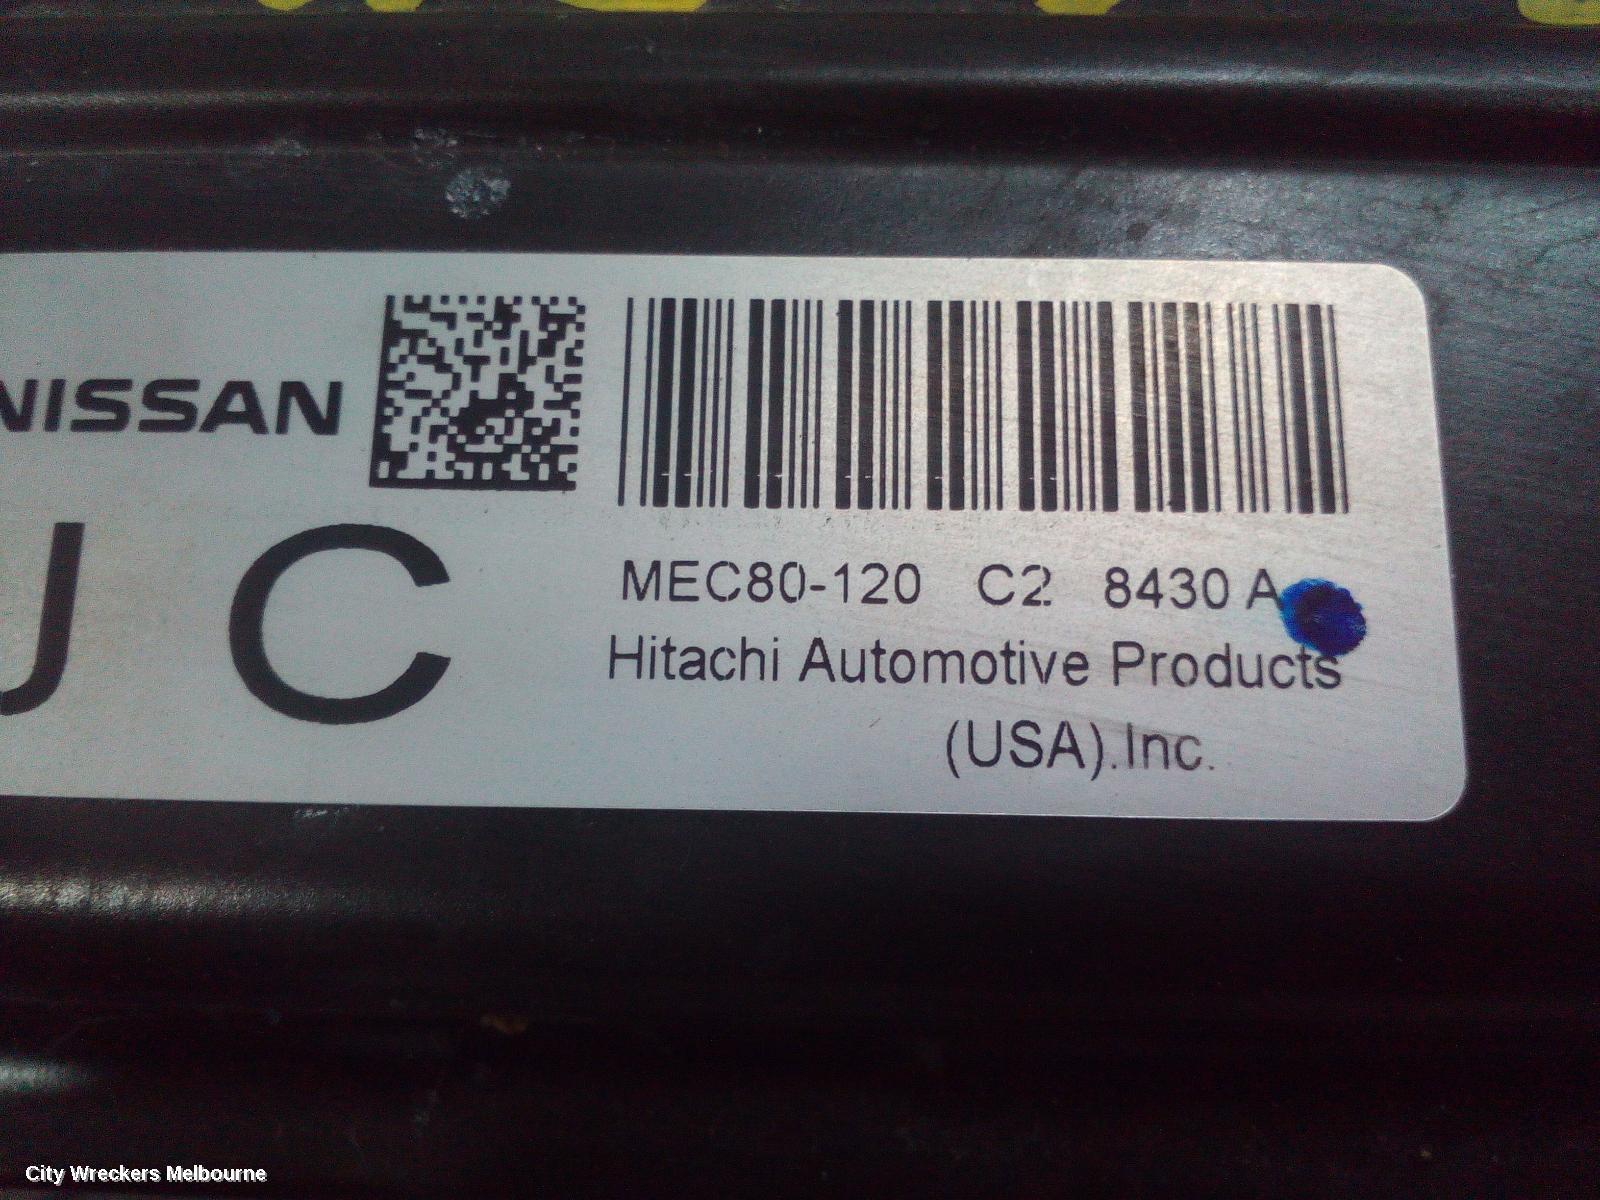 NISSAN
J C
MEC80-120 C2 8430 A
Hitachi Automotive Products
(USA).Inc.
City Wreckers Melbourne